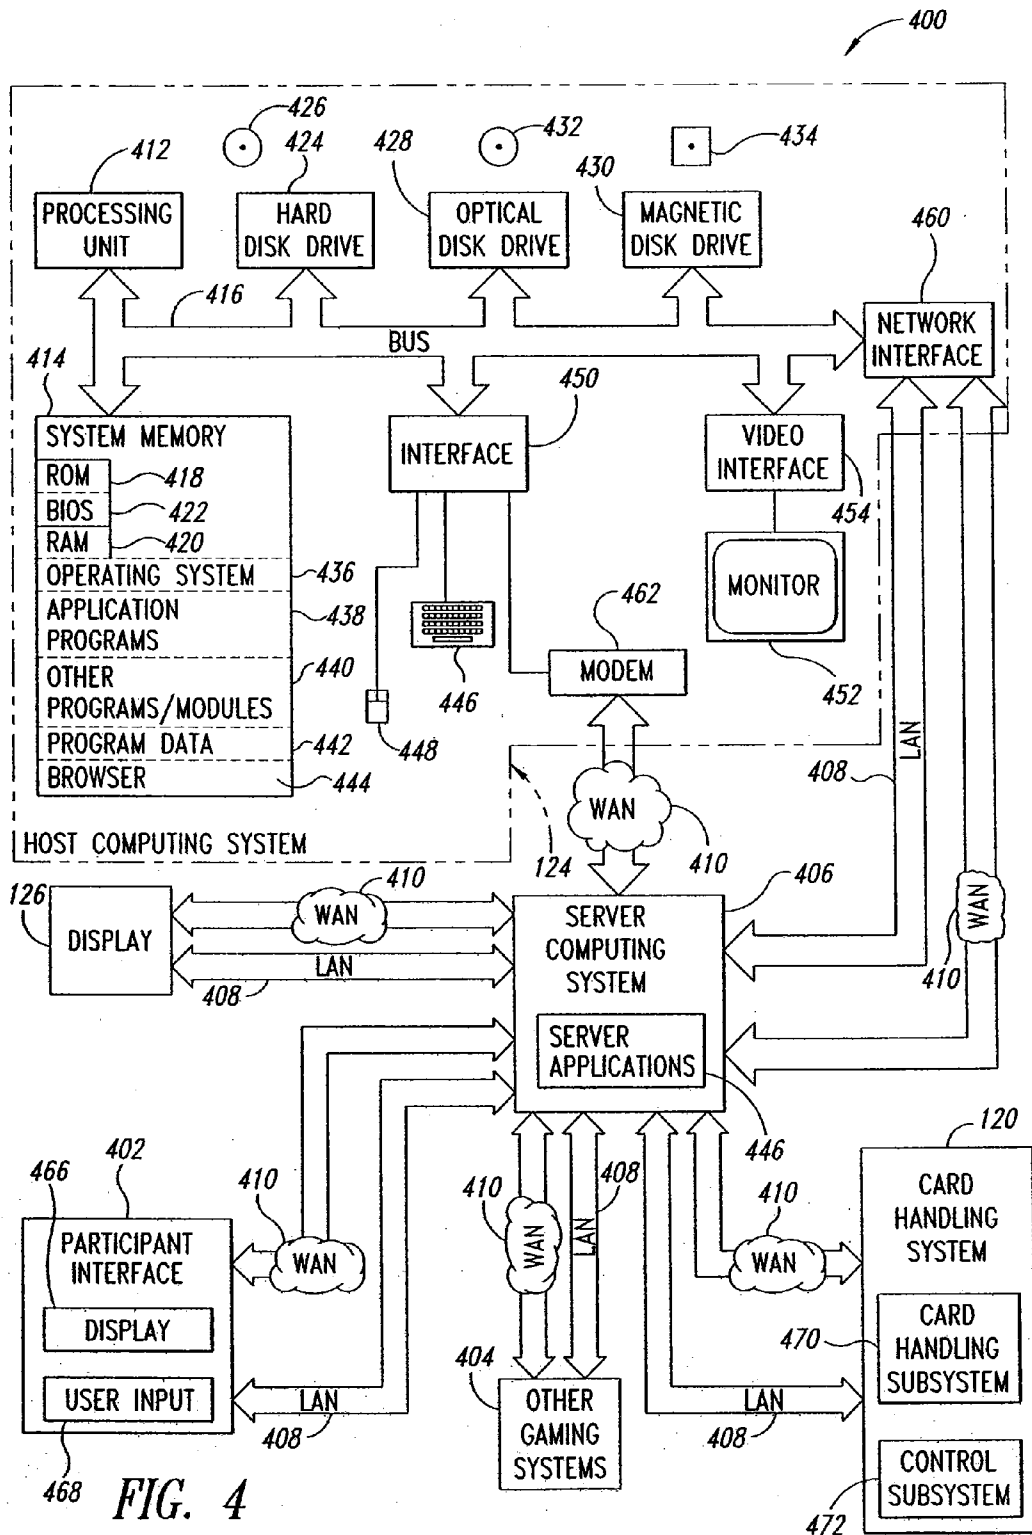 400
426
424
428
432
430
434
412
PROCESSING
UNIT
HARD
DISK DRIVE
OPTICAL
DISK DRIVE
MAGNETIC
DISK DRIVE
460
416
BUS
NETWORK
INTERFACE
414
SYSTEM MEMORY
ROM
418
BIOS
422
RAM
420
OPERATING SYSTEM
436
APPLICATION
PROGRAMS
438
OTHER
PROGRAMS/MODULES
440
PROGRAM DATA
442
BROWSER
444
450
INTERFACE
VIDEO
INTERFACE
454
MONITOR
452
446
448
462
MODEM
LAN
408
WAN
410
HOST COMPUTING SYSTEM
124
WAN
410
126
DISPLAY
410
WAN
LAN
408
406
SERVER
COMPUTING
SYSTEM
SERVER
APPLICATIONS
446
402
466
PARTICIPANT
INTERFACE
DISPLAY
USER INPUT
468
410
WAN
LAN
408
410
WAN
LAN
408
404
OTHER
GAMING
SYSTEMS
410
WAN
LAN
408
120
CARD
HANDLING
SYSTEM
470
CARD
HANDLING
SUBSYSTEM
CONTROL
SUBSYSTEM
472
FIG. 4